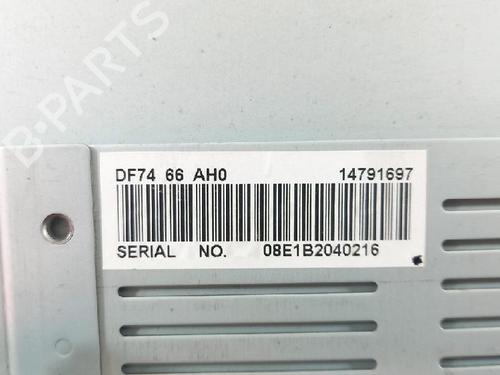 B-PARTS
DF74 66 AH0 14791697
SERIAL NO. 08E1B2040216